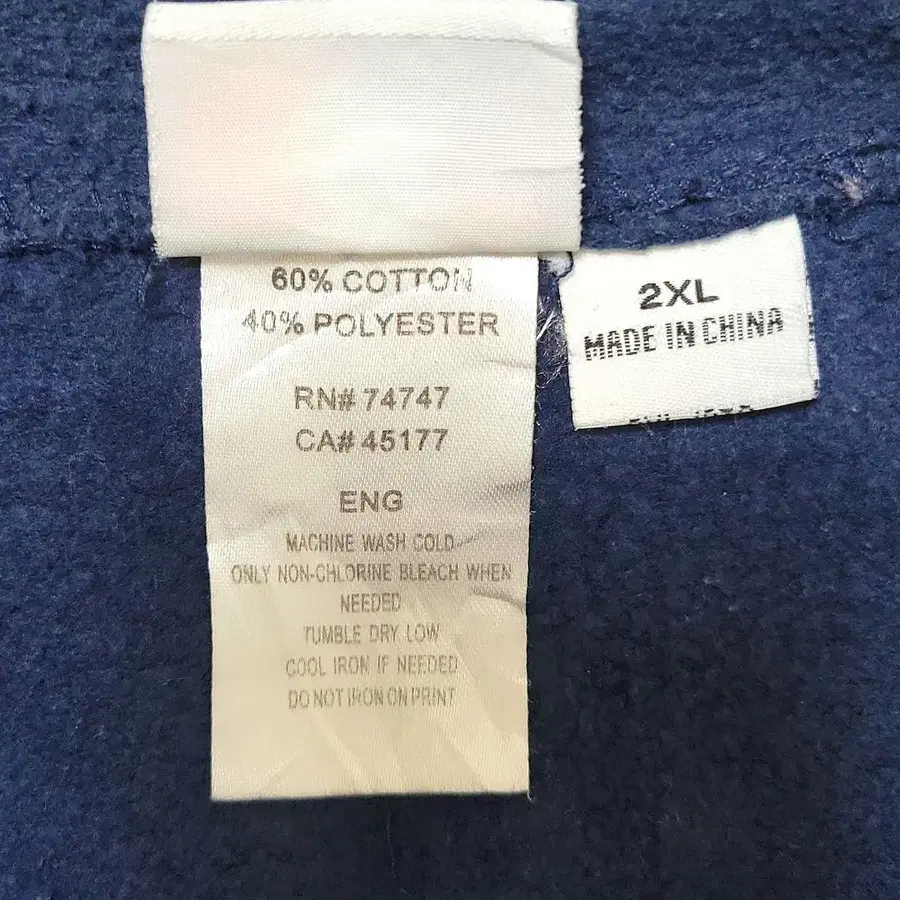 60% COTTON
40% POLYESTER
RN# 74747
CA# 45177
ENG
MACHINE WASH COLD
ONLY NON-CHLORINE BLEACH WHEN
NEEDED
TUMBLE DRY LOW
COOL IRON IF NEEDED
DO NOT IRON ON PRINT
2XL
MADE IN CHINA